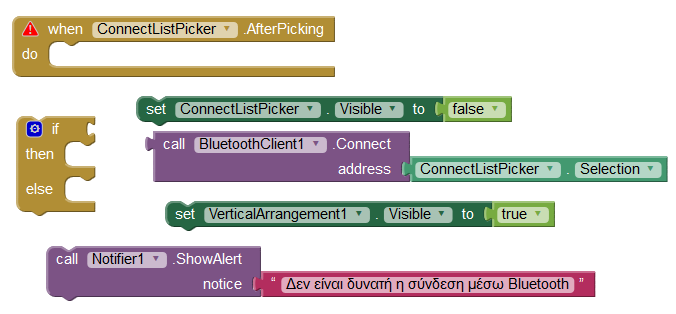 when ConnectListPicker .AfterPicking
do
set ConnectListPicker . Visible to false
if
then
else
call BluetoothClient1 .Connect
address ConnectListPicker . Selection
set VerticalArrangement1 . Visible to true
call Notifier1 .ShowAlert
notice “ Δεν είναι δυνατή η σύνδεση μέσω Bluetooth ”